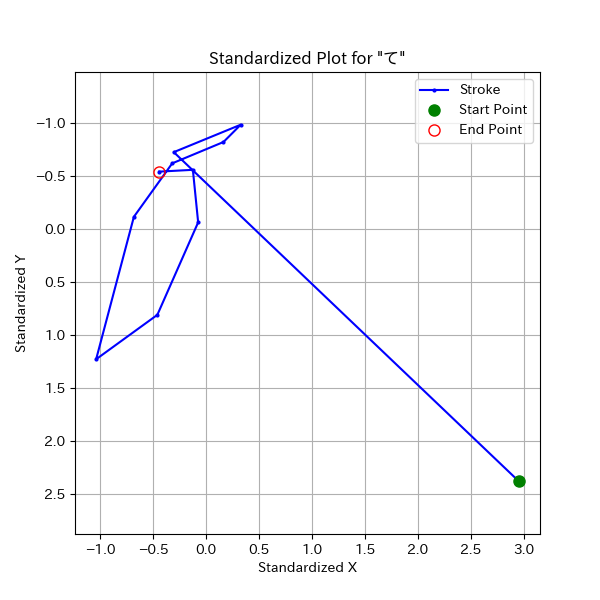 Standardized Plot for "て"
Stroke
Start Point
End Point
Standardized Y
−1.0
−0.5
0.0
0.5
1.0
1.5
2.0
2.5
−1.0 −0.5 0.0 0.5 1.0 1.5 2.0 2.5 3.0
Standardized X